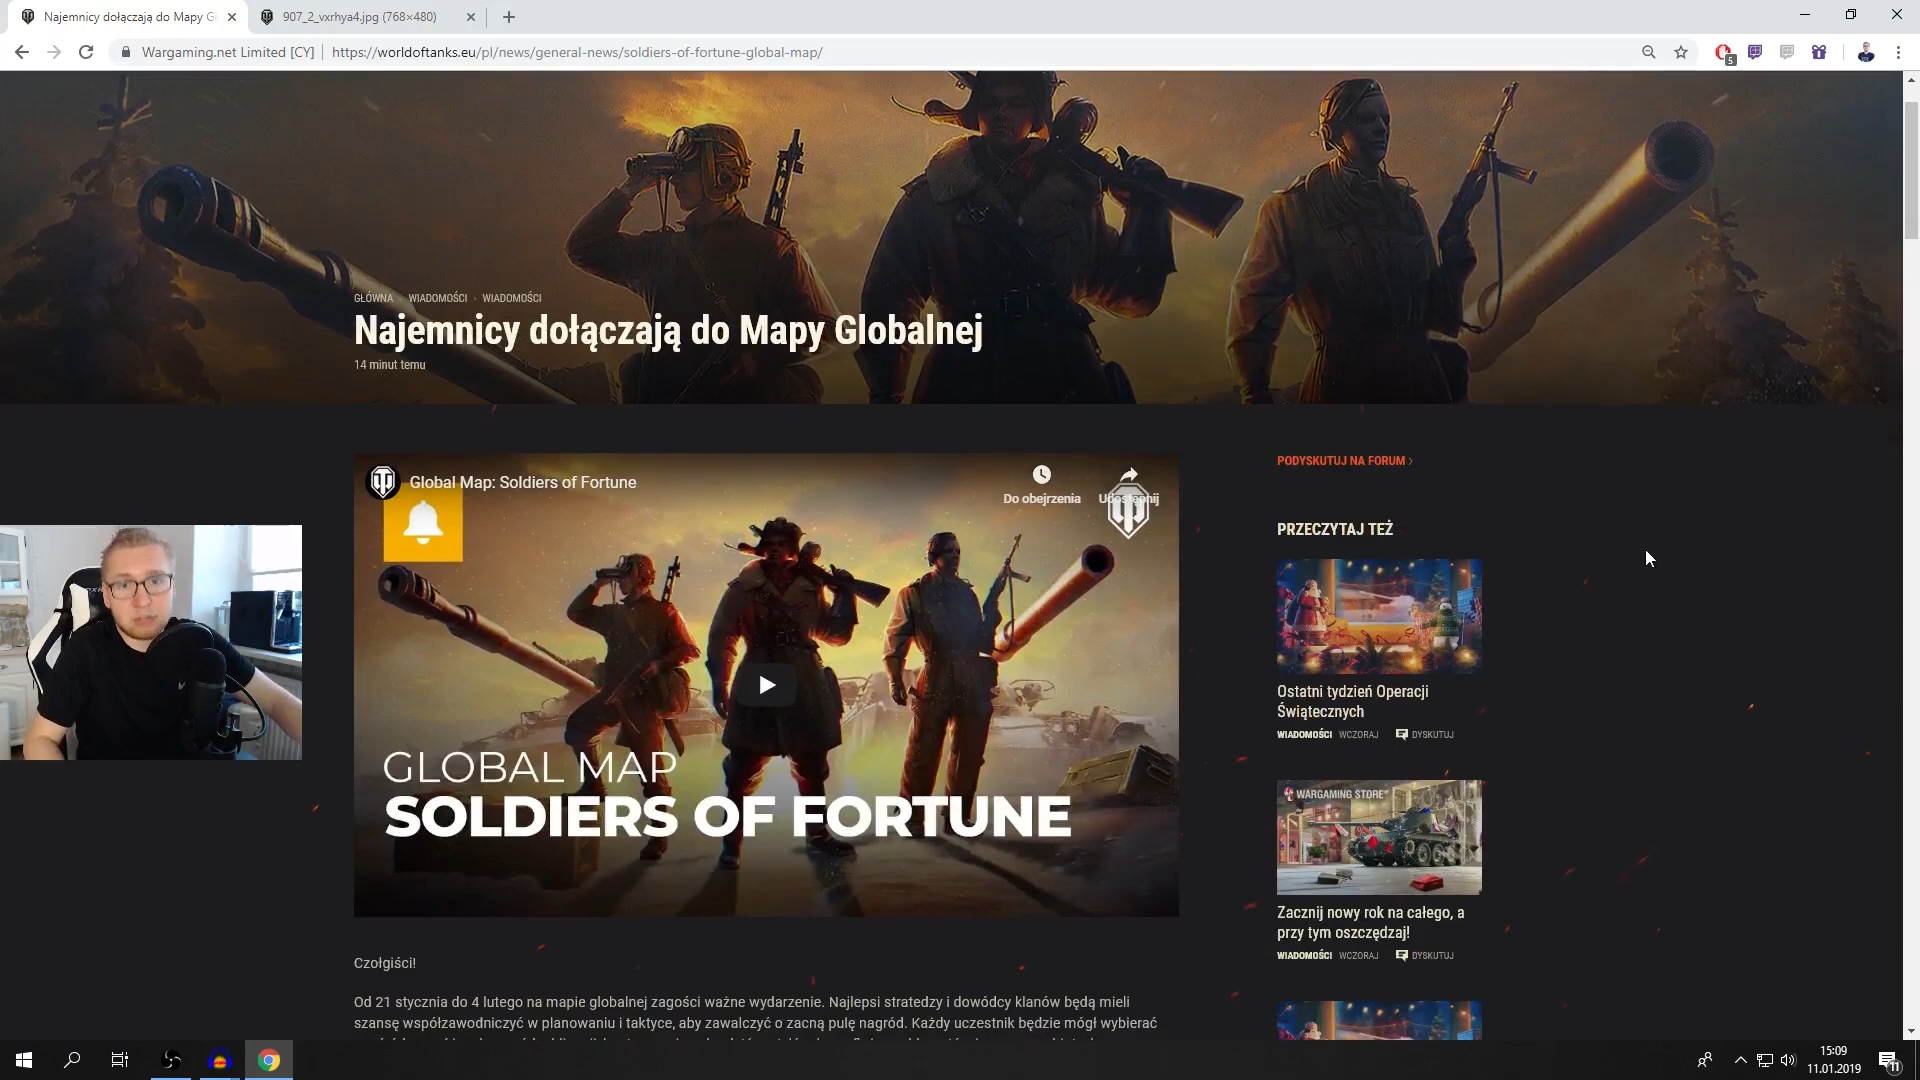 Najemnicy dołączają do Mapy Gl
907_2_vxrhya4.jpg (768×480)
Wargaming.net Limited [CY]
https://worldoftanks.eu/pl/news/general-news/soldiers-of-fortune-global-map/
5
GŁÓWNA WIADOMOŚCI WIADOMOŚCI
Najemnicy dołączają do Mapy Globalnej
14 minut temu
Global Map: Soldiers of Fortune
Do obejrzenia
Udostępnij
GLOBAL MAP
SOLDIERS OF FORTUNE
Czołgiści!
Od 21 stycznia do 4 lutego na mapie globalnej zagości ważne wydarzenie. Najlepsi stratedzy i dowódcy klanów będą mieli
szansę współzawodniczyć w planowaniu i taktyce, aby zawalczyć o zacną pulę nagród. Każdy uczestnik będzie mógł wybierać
PODYSKUTUJ NA FORUM
PRZECZYTAJ TEŻ
Ostatni tydzień Operacji
Świątecznych
WIADOMOŚCI WCZORAJ DYSKUTUJ
WARGAMING STORE
Zacznij nowy rok na całego, a
przy tym oszczędzaj!
WIADOMOŚCI WCZORAJ DYSKUTUJ
15:09
11.01.2019
11